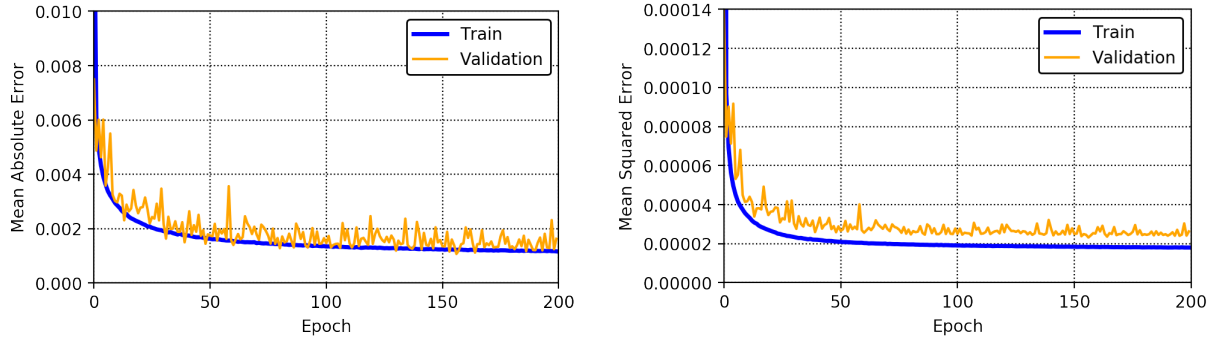 0.010
0.008
0.006
0.004
0.002
0.000
Mean Absolute Error
Train
Validation
0 50 100 150 200
Epoch
0.00014
0.00012
0.00010
0.00008
0.00006
0.00004
0.00002
0.00000
Mean Squared Error
Train
Validation
0 50 100 150 200
Epoch